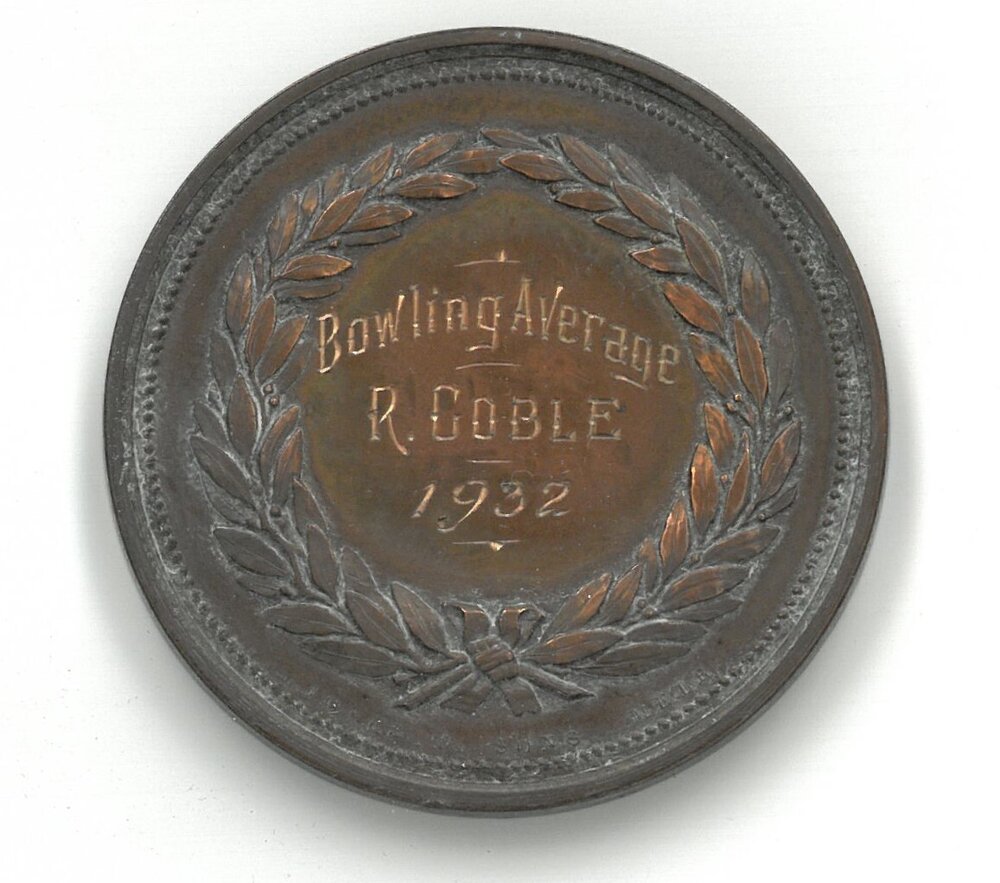 Bowling Average
R. COBLE
1932